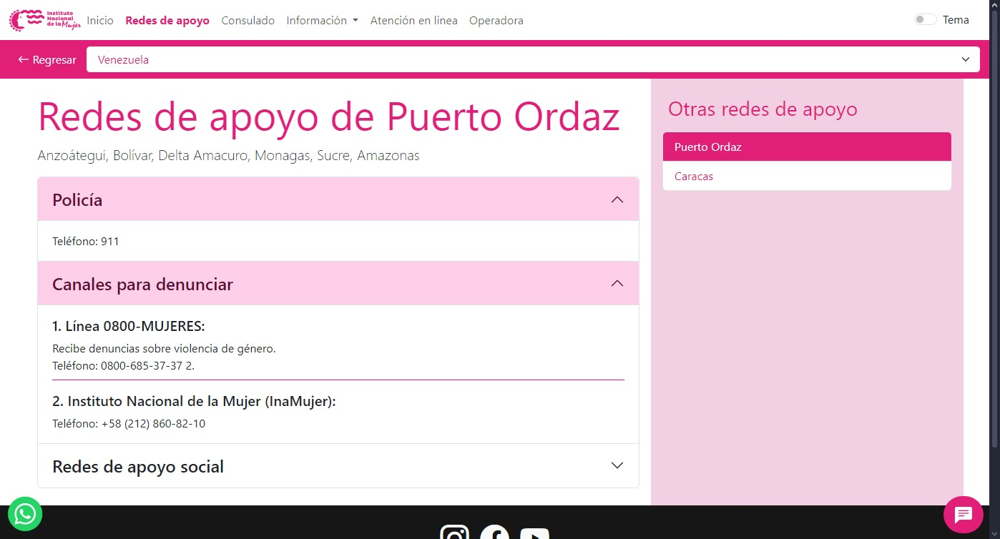 Instituto
Nacional
de la Mujer
Inicio
Redes de apoyo
Consulado
Información
Atención en linea
Operadora
Tema
Regresar
Venezuela
Redes de apoyo de Puerto Ordaz
Anzoátegui, Bolívar, Delta Amacuro, Monagas, Sucre, Amazonas
Policía
Teléfono: 911
Canales para denunciar
1. Línea 0800-MUJERES:
Recibe denuncias sobre violencia de género.
Teléfono: 0800-685-37-37 2.
2. Instituto Nacional de la Mujer (InaMujer):
Teléfono: +58 (212) 860-82-10
Redes de apoyo social
Otras redes de apoyo
Puerto Ordaz
Caracas